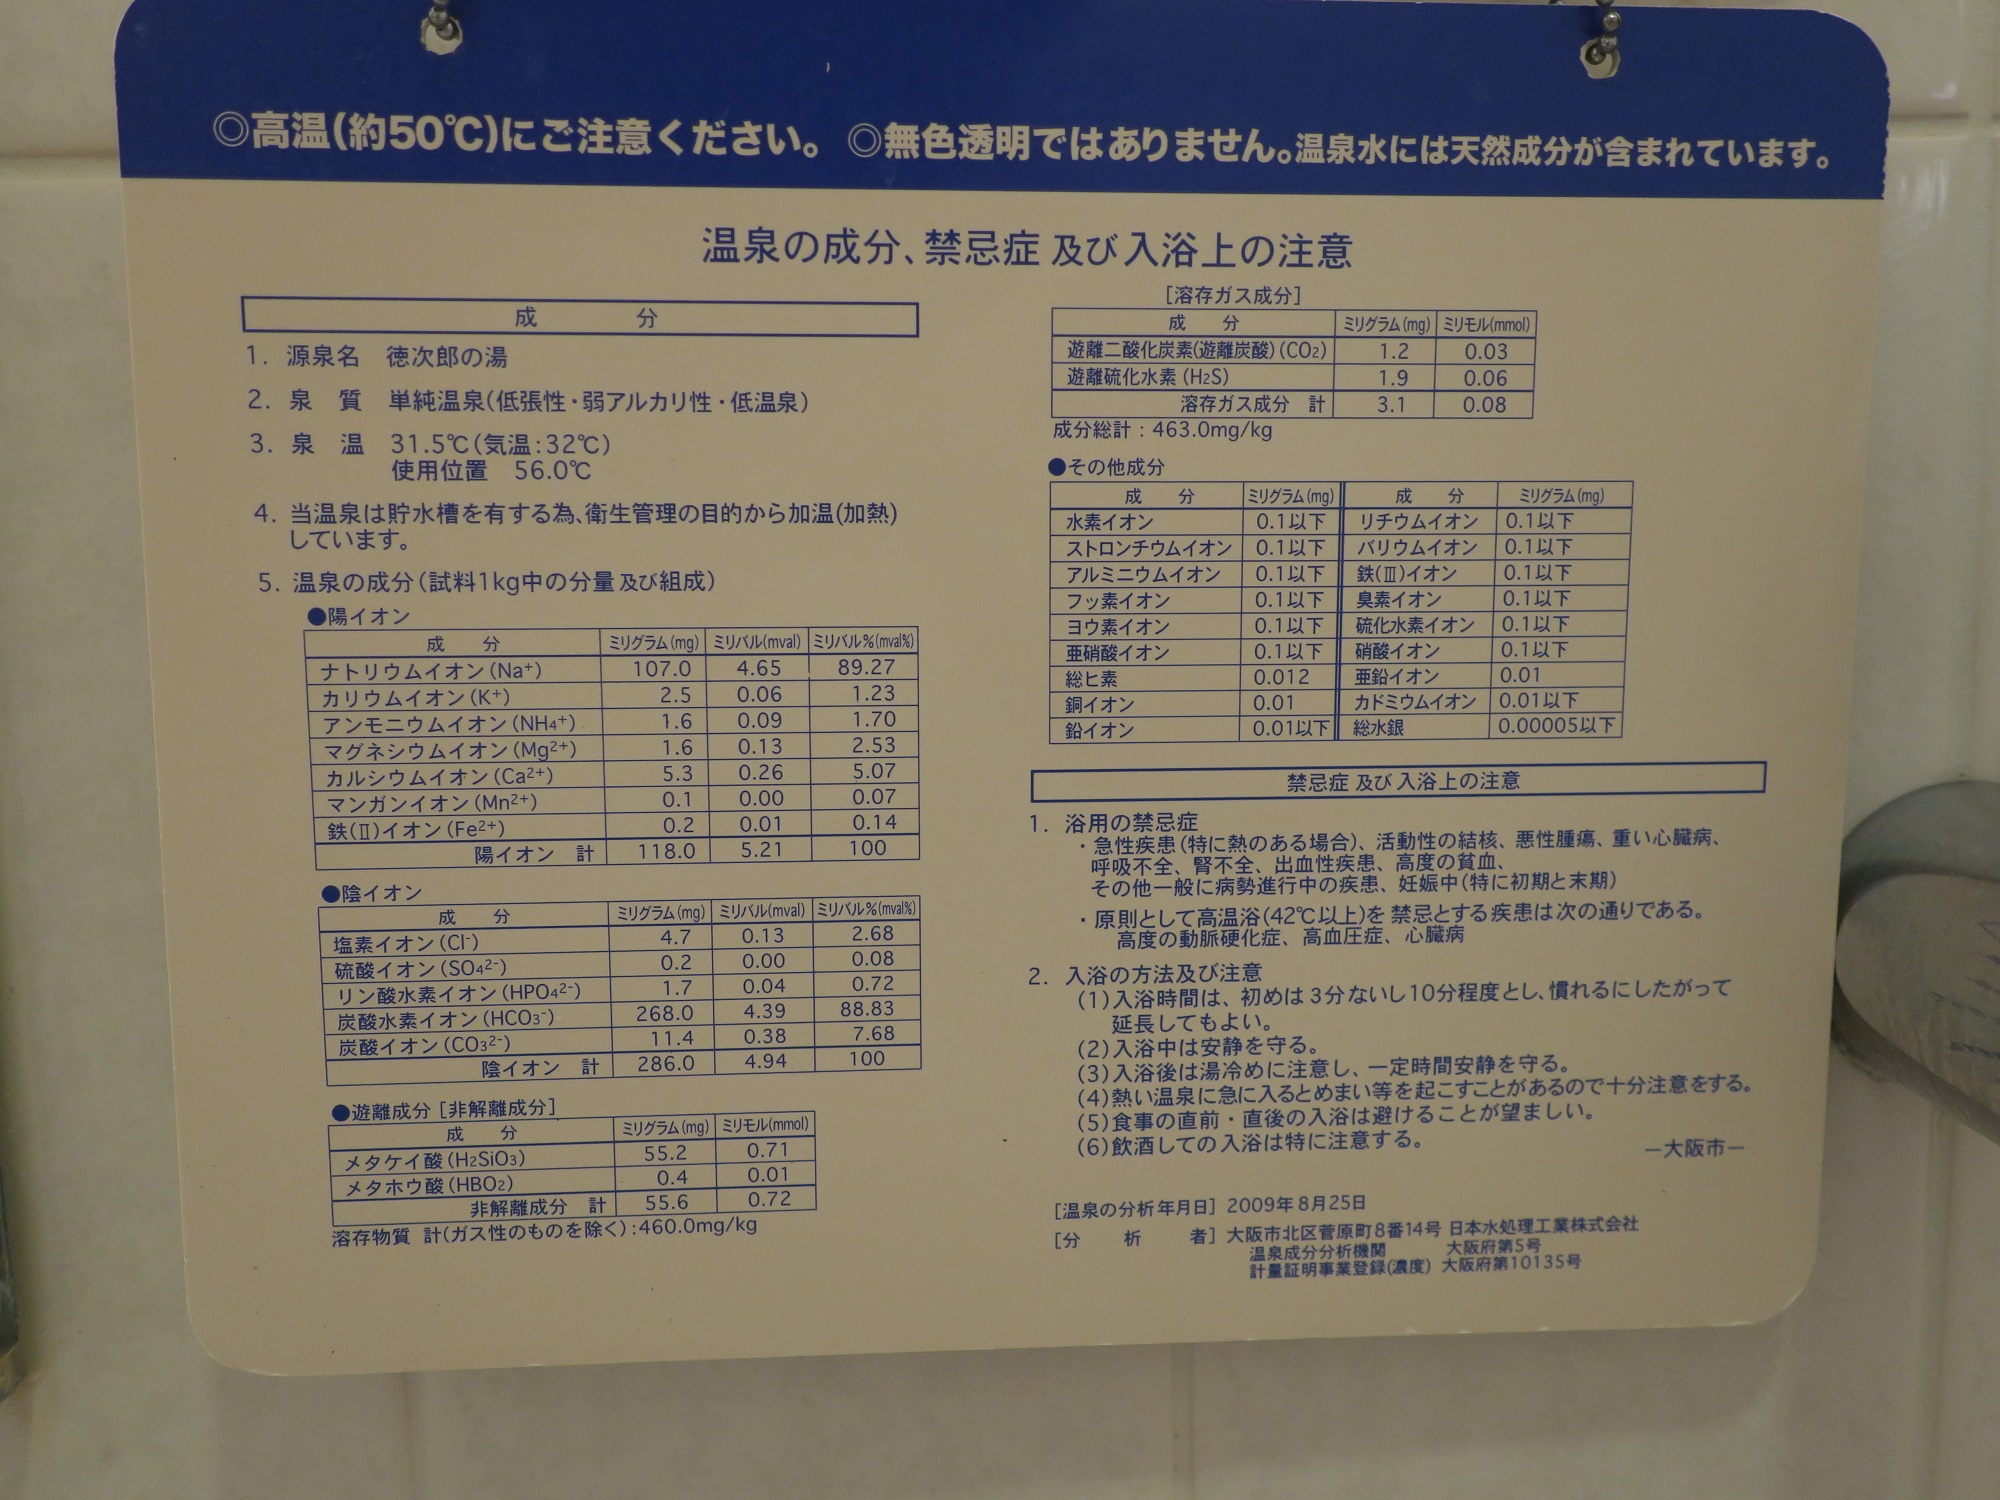 ◎高温(約50℃)にご注意ください。 ◎無色透明ではありません。温泉水には天然成分が含まれています。
温泉の成分、禁忌症 及び 入浴上の注意
成 分
1. 源泉名 徳次郎の湯
2. 泉 質 単純温泉(低張性・弱アルカリ性・低温泉)
3. 泉 温 31.5℃(気温:32℃)
使用位置 56.0℃
4. 当温泉は貯水槽を有する為、衛生管理の目的から加温(加熱)
しています。
5. 温泉の成分(試料1kg中の分量 及び組成)
●陽イオン
成 分 ミリグラム(mg) ミリバル(mval) ミリバル%(mval%)
ナトリウムイオン(Na⁺) 107.0 4.65 89.27
カリウムイオン(K⁺) 2.5 0.06 1.23
アンモニウムイオン(NH₄⁺) 1.6 0.09 1.70
マグネシウムイオン(Mg²⁺) 1.6 0.13 2.53
カルシウムイオン(Ca²⁺) 5.3 0.26 5.07
マンガンイオン(Mn²⁺) 0.1 0.00 0.07
鉄(Ⅱ)イオン(Fe²⁺) 0.2 0.01 0.14
陽イオン 計 118.0 5.21 100
●陰イオン
成 分 ミリグラム(mg) ミリバル(mval) ミリバル%(mval%)
塩素イオン(Cl⁻) 4.7 0.13 2.68
硫酸イオン(SO₄²⁻) 0.2 0.00 0.08
リン酸水素イオン(HPO₄²⁻) 1.7 0.04 0.72
炭酸水素イオン(HCO₃⁻) 268.0 4.39 88.83
炭酸イオン(CO₃²⁻) 11.4 0.38 7.68
陰イオン 計 286.0 4.94 100
●遊離成分[非解離成分]
成 分 ミリグラム(mg) ミリモル(mmol)
メタケイ酸(H₂SiO₃) 55.2 0.71
メタホウ酸(HBO₂) 0.4 0.01
非解離成分 計 55.6 0.72
溶存物質 計(ガス性のものを除く):460.0mg/kg
[溶存ガス成分]
成 分 ミリグラム(mg) ミリモル(mmol)
遊離二酸化炭素(遊離炭酸)(CO₂) 1.2 0.03
遊離硫化水素(H₂S) 1.9 0.06
溶存ガス成分 計 3.1 0.08
成分総計:463.0mg/kg
●その他成分
成 分 ミリグラム(mg) 成 分 ミリグラム(mg)
水素イオン 0.1以下 リチウムイオン 0.1以下
ストロンチウムイオン 0.1以下 バリウムイオン 0.1以下
アルミニウムイオン 0.1以下 鉄(Ⅲ)イオン 0.1以下
フッ素イオン 0.1以下 臭素イオン 0.1以下
ヨウ素イオン 0.1以下 硫化水素イオン 0.1以下
亜硝酸イオン 0.1以下 硝酸イオン 0.1以下
総ヒ素 0.012 亜鉛イオン 0.01
銅イオン 0.01 カドミウムイオン 0.01以下
鉛イオン 0.01以下 総水銀 0.00005以下
禁忌症 及び 入浴上の注意
1. 浴用の禁忌症
・急性疾患(特に熱のある場合)、活動性の結核、悪性腫瘍、重い心臓病、
呼吸不全、腎不全、出血性疾患、高度の貧血、
その他一般に病勢進行中の疾患、妊娠中(特に初期と末期)
・原則として高温浴(42℃以上)を 禁忌とする疾患は次の通りである。
高度の動脈硬化症、高血圧症、心臓病
2. 入浴の方法及び注意
(1)入浴時間は、初めは3分ないし10分程度とし、慣れるにしたがって
延長してもよい。
(2)入浴中は安静を守る。
(3)入浴後は湯冷めに注意し、一定時間安静を守る。
(4)熱い温泉に急に入るとめまい等を起こすことがあるので十分注意をする。
(5)食事の直前・直後の入浴は避けることが望ましい。
(6)飲酒しての入浴は特に注意する。
―大阪市―
[温泉の分析年月日] 2009年8月25日
[分 析 者] 大阪市北区菅原町8番14号 日本水処理工業株式会社
温泉成分分析機関 大阪府第5号
計量証明事業登録(濃度) 大阪府第10135号